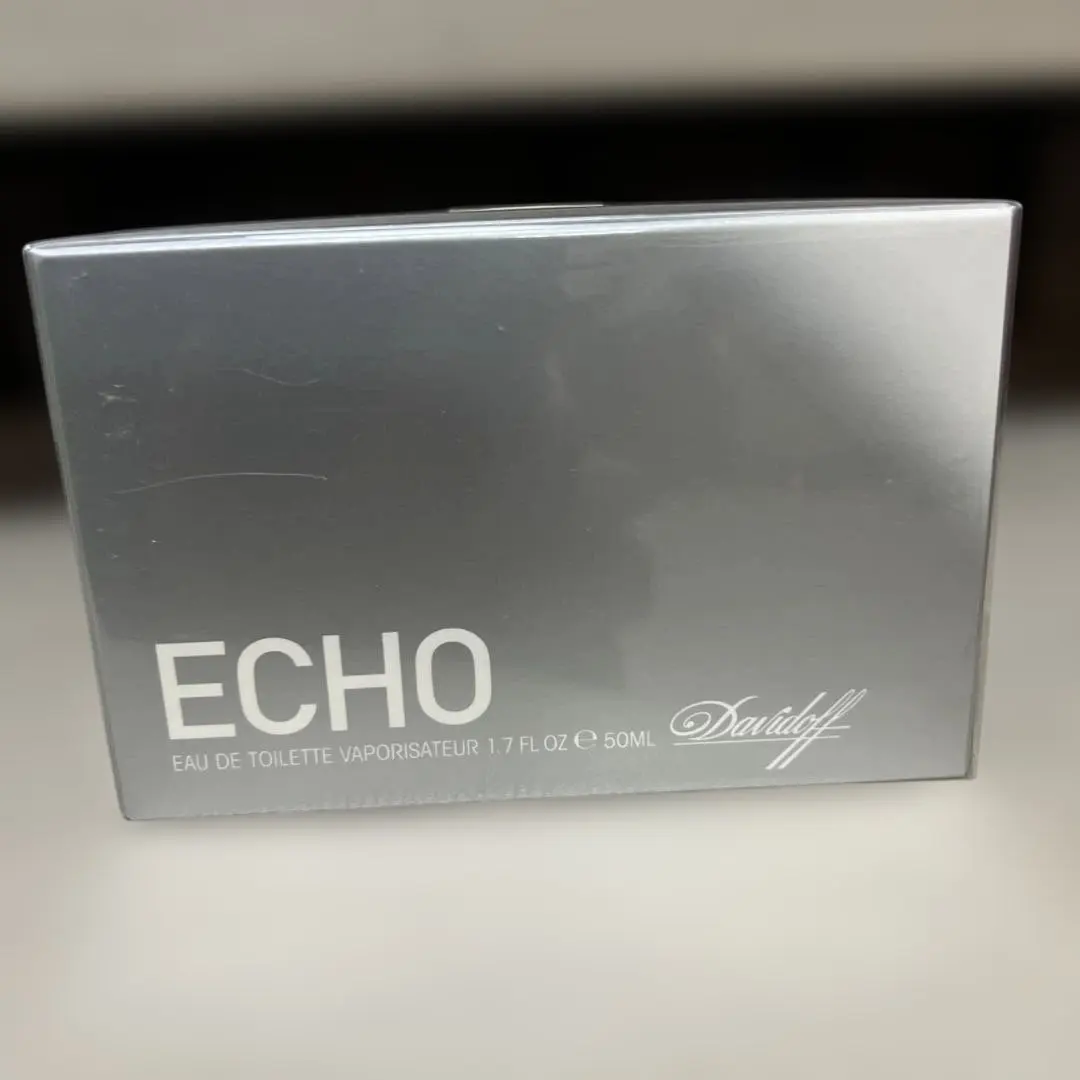 ECHO
EAU DE TOILETTE VAPORISATEUR 1.7 FL OZ ℮ 50ML
Davidoff